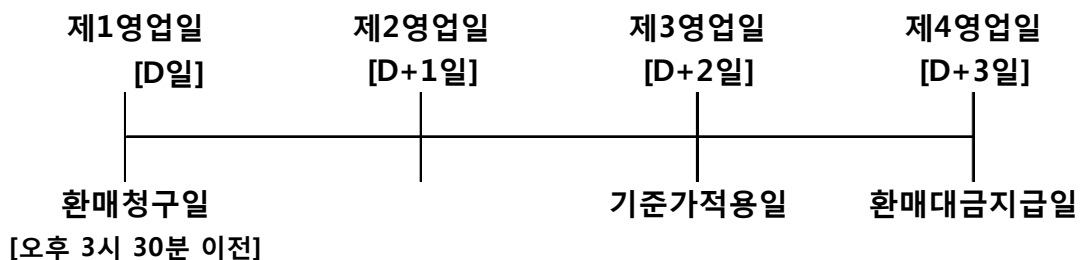 제1영업일 제2영업일 제3영업일 제4영업일
[D일] [D+1일] [D+2일] [D+3일]
환매청구일 기준가적용일 환매대금지급일
[오후 3시 30분 이전]